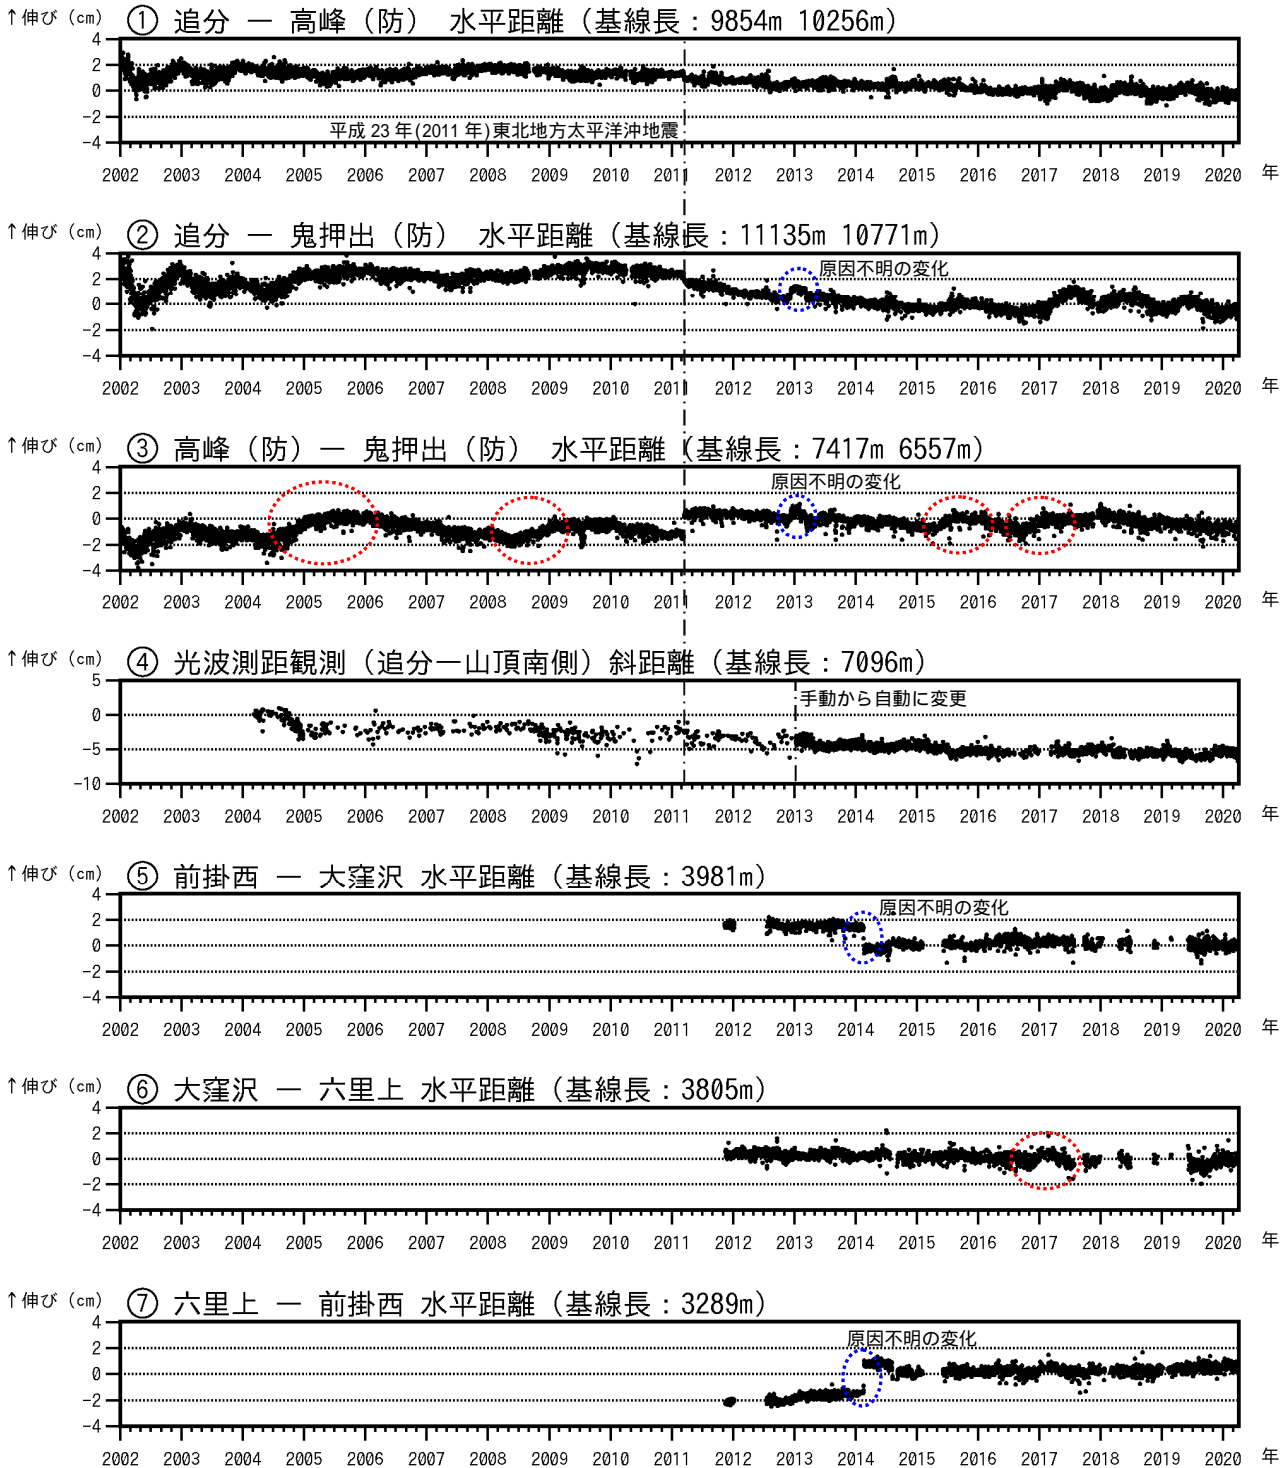 ↑伸び（cm） ① 追分 ― 高峰（防） 水平距離（基線長：9854m 10256m）
4
2
0
-2
平成 23 年(2011 年)東北地方太平洋沖地震
-4
2002 2003 2004 2005 2006 2007 2008 2009 2010 2011 2012 2013 2014 2015 2016 2017 2018 2019 2020 年
↑伸び（cm） ② 追分 ― 鬼押出（防） 水平距離（基線長：11135m 10771m）
4
原因不明の変化
2
0
-2
-4
2002 2003 2004 2005 2006 2007 2008 2009 2010 2011 2012 2013 2014 2015 2016 2017 2018 2019 2020 年
↑伸び（cm） ③ 高峰（防）― 鬼押出（防） 水平距離（基線長：7417m 6557m）
4
原因不明の変化
2
0
-2
-4
2002 2003 2004 2005 2006 2007 2008 2009 2010 2011 2012 2013 2014 2015 2016 2017 2018 2019 2020 年
↑伸び（cm） ④ 光波測距観測（追分―山頂南側）斜距離（基線長：7096m）
5
手動から自動に変更
0
-5
-10
2002 2003 2004 2005 2006 2007 2008 2009 2010 2011 2012 2013 2014 2015 2016 2017 2018 2019 2020 年
↑伸び（cm） ⑤ 前掛西 ― 大窪沢 水平距離（基線長：3981m）
4
原因不明の変化
2
0
-2
-4
2002 2003 2004 2005 2006 2007 2008 2009 2010 2011 2012 2013 2014 2015 2016 2017 2018 2019 2020 年
↑伸び（cm） ⑥ 大窪沢 ― 六里上 水平距離（基線長：3805m）
4
2
0
-2
-4
2002 2003 2004 2005 2006 2007 2008 2009 2010 2011 2012 2013 2014 2015 2016 2017 2018 2019 2020 年
↑伸び（cm） ⑦ 六里上 ― 前掛西 水平距離（基線長：3289m）
4
原因不明の変化
2
0
-2
-4
2002 2003 2004 2005 2006 2007 2008 2009 2010 2011 2012 2013 2014 2015 2016 2017 2018 2019 2020 年